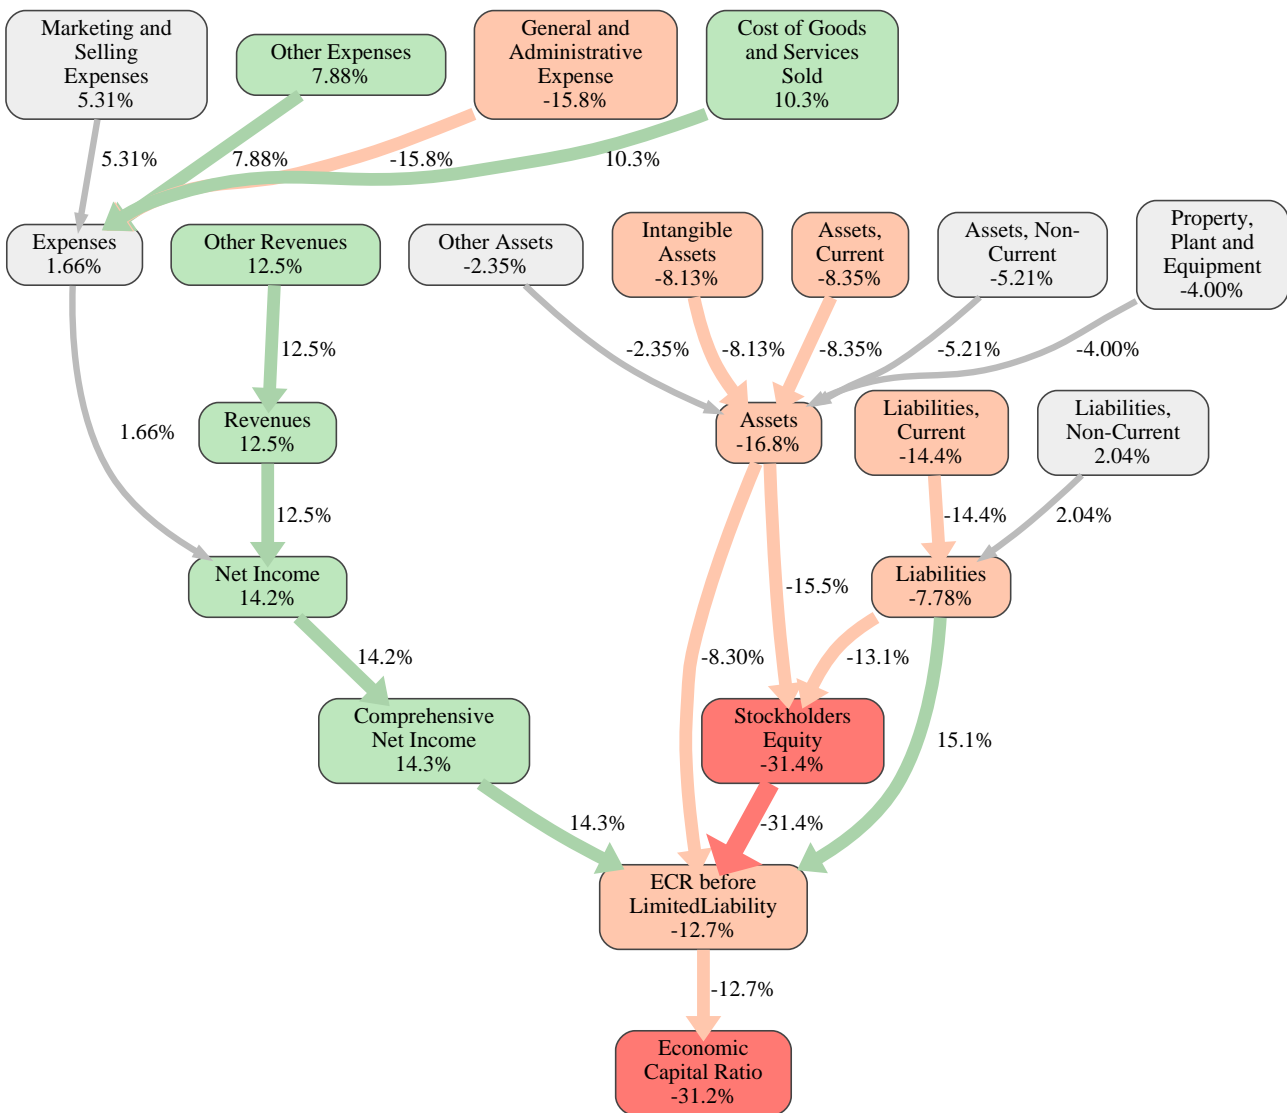 Marketing and
Selling
Expenses
5.31%
Other Expenses
7.88%
General and
Administrative
Expense
-15.8%
Cost of Goods
and Services
Sold
10.3%
5.31%
7.88%
-15.8%
10.3%
Expenses
1.66%
Other Revenues
12.5%
Other Assets
-2.35%
Intangible
Assets
-8.13%
Assets,
Current
-8.35%
Assets, Non-
Current
-5.21%
Property,
Plant and
Equipment
-4.00%
12.5%
-2.35%
-8.13%
-8.35%
-5.21%
-4.00%
1.66%
Revenues
12.5%
Assets
-16.8%
Liabilities,
Current
-14.4%
Liabilities,
Non-Current
2.04%
12.5%
-14.4%
2.04%
Net Income
14.2%
-15.5%
Liabilities
-7.78%
14.2%
-8.30%
-13.1%
Comprehensive
Net Income
14.3%
Stockholders
Equity
-31.4%
15.1%
14.3%
-31.4%
ECR before
LimitedLiability
-12.7%
-12.7%
Economic
Capital Ratio
-31.2%